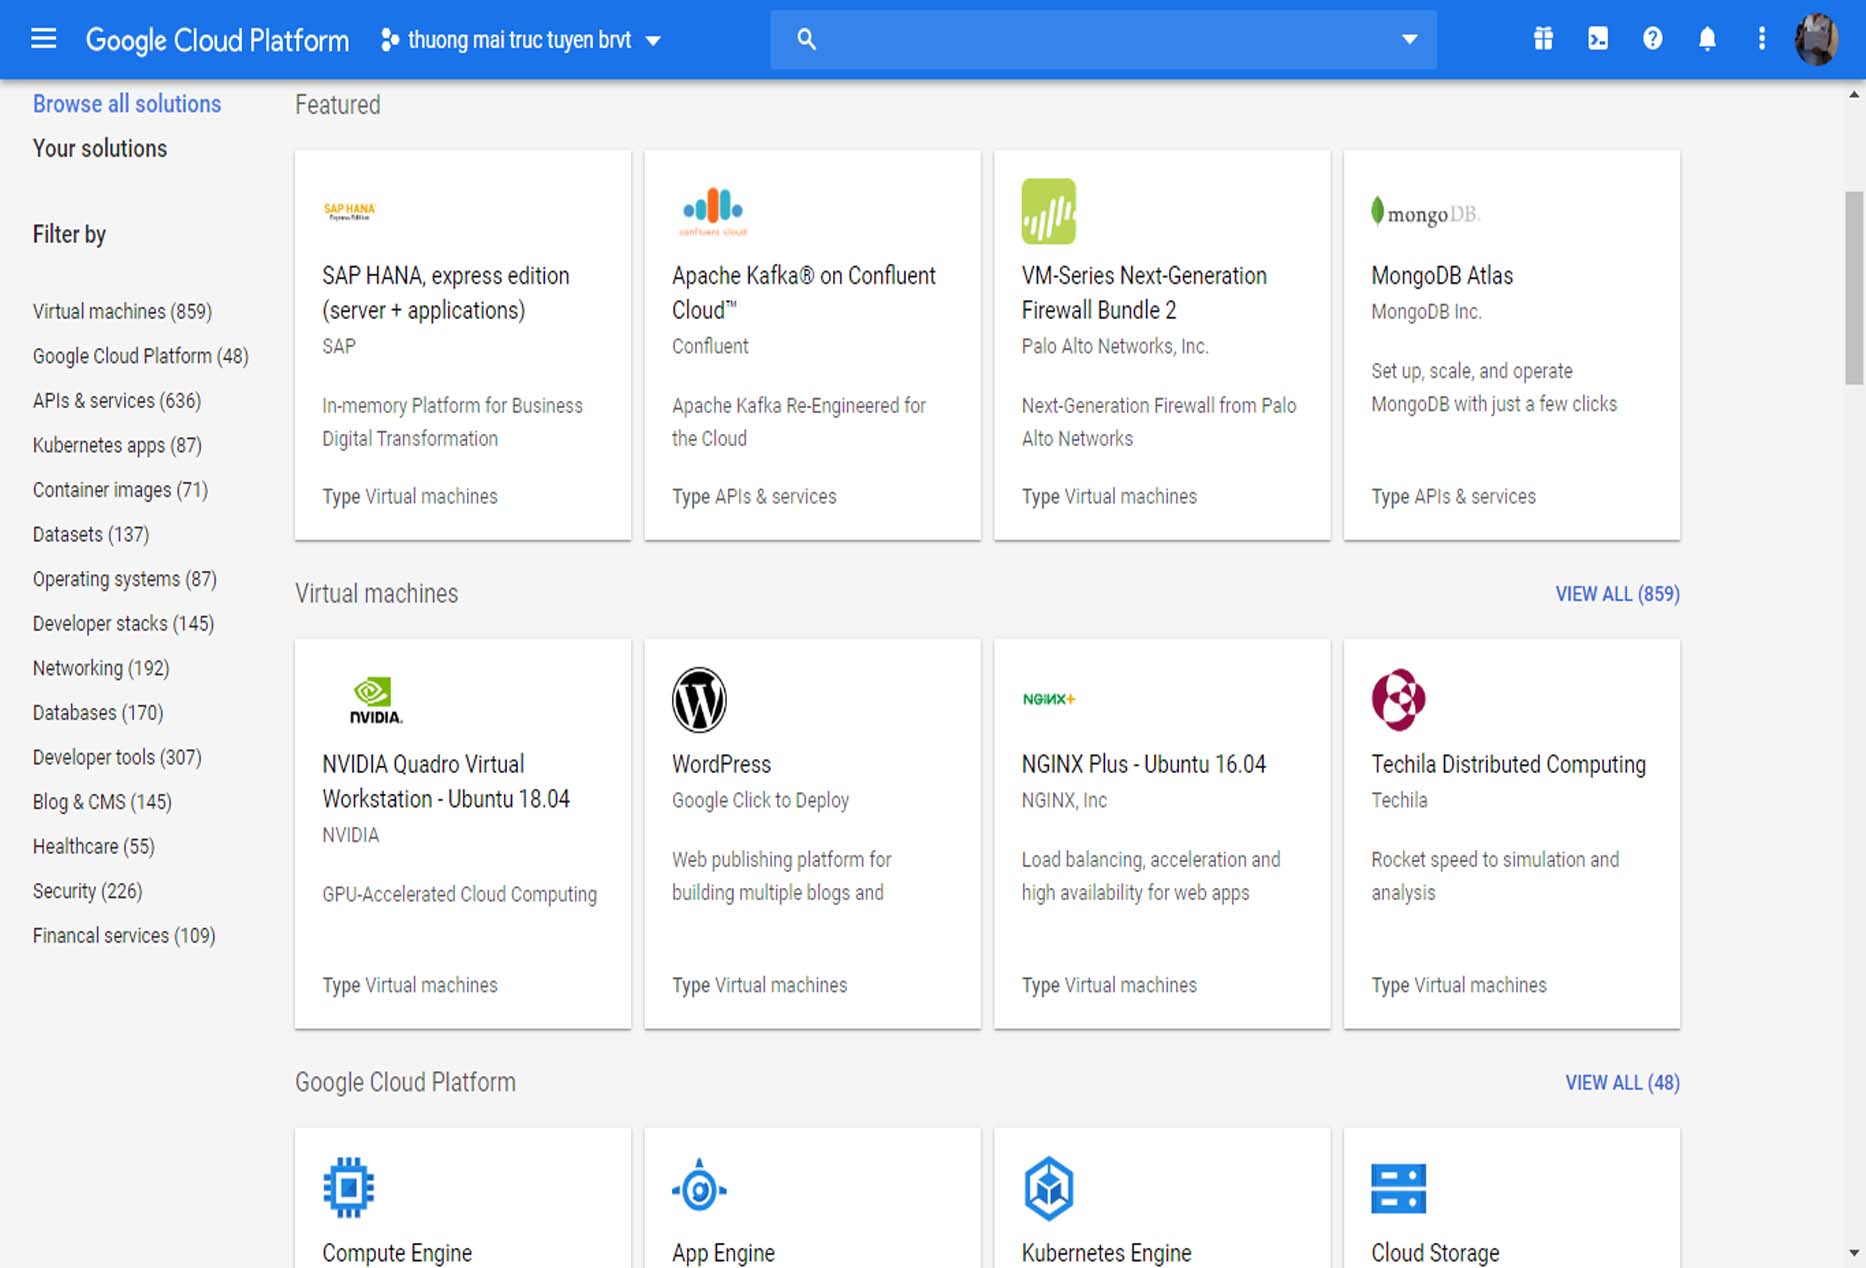 Google Cloud Platform
thuong mai truc tuyen brvt
Browse all solutions
Your solutions
Filter by
Virtual machines (859)
Google Cloud Platform (48)
APIs & services (636)
Kubernetes apps (87)
Container images (71)
Datasets (137)
Operating systems (87)
Developer stacks (145)
Networking (192)
Databases (170)
Developer tools (307)
Blog & CMS (145)
Healthcare (55)
Security (226)
Financal services (109)
Featured
SAP HANA
Express Edition
SAP HANA, express edition
(server + applications)
SAP
In-memory Platform for Business
Digital Transformation
Type Virtual machines
confluent cloud
Apache Kafka® on Confluent
Cloud™
Confluent
Apache Kafka Re-Engineered for
the Cloud
Type APIs & services
VM-Series Next-Generation
Firewall Bundle 2
Palo Alto Networks, Inc.
Next-Generation Firewall from Palo
Alto Networks
Type Virtual machines
mongoDB.
MongoDB Atlas
MongoDB Inc.
Set up, scale, and operate
MongoDB with just a few clicks
Type APIs & services
Virtual machines
VIEW ALL (859)
NVIDIA.
NVIDIA Quadro Virtual
Workstation - Ubuntu 18.04
NVIDIA
GPU-Accelerated Cloud Computing
Type Virtual machines
WordPress
Google Click to Deploy
Web publishing platform for
building multiple blogs and
Type Virtual machines
NGINX+
NGINX Plus - Ubuntu 16.04
NGINX, Inc
Load balancing, acceleration and
high availability for web apps
Type Virtual machines
Techila Distributed Computing
Techila
Rocket speed to simulation and
analysis
Type Virtual machines
Google Cloud Platform
VIEW ALL (48)
Compute Engine
App Engine
Kubernetes Engine
Cloud Storage